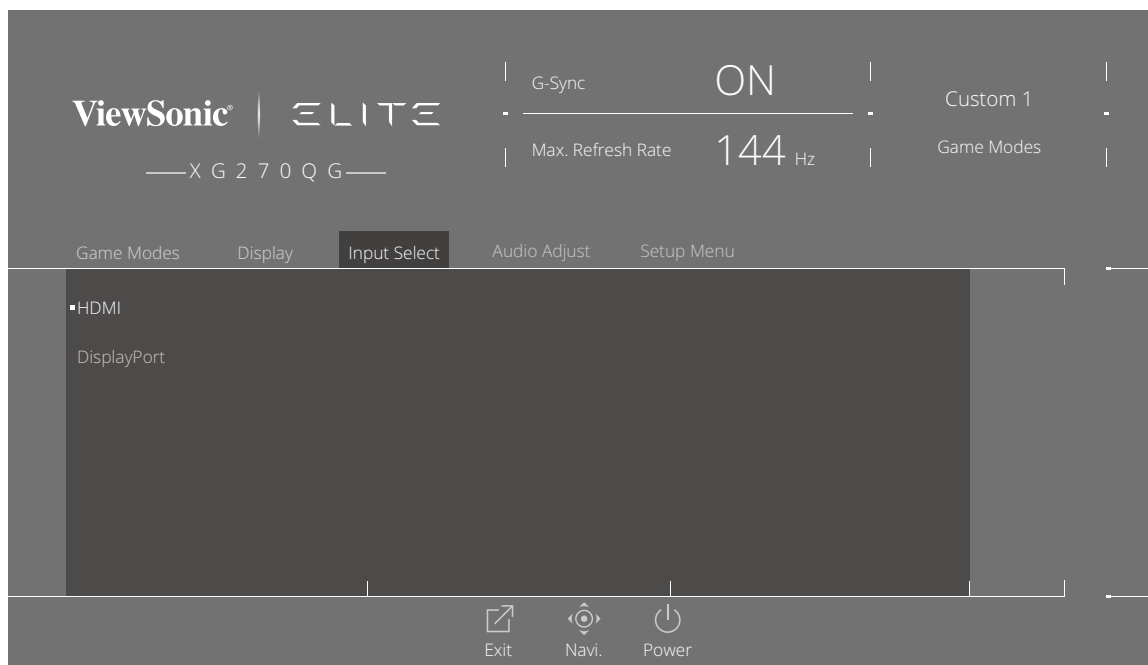 ViewSonic® | ELITE
XG270QG
G-Sync ON
Max. Refresh Rate 144 Hz
Custom 1
Game Modes
Game Modes Display Input Select Audio Adjust Setup Menu
HDMI
DisplayPort
Exit Navi. Power